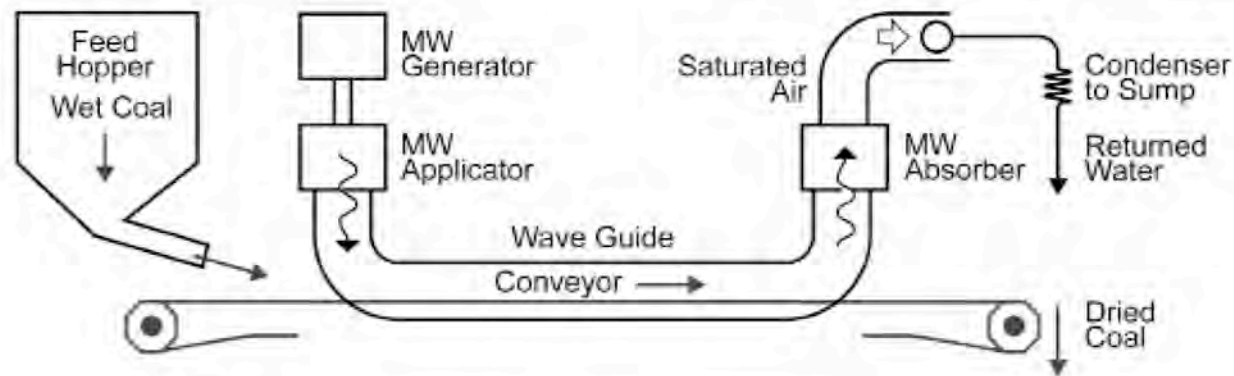 Feed
Hopper
Wet Coal
MW
Generator
MW
Applicator
Saturated
Air
MW
Absorber
Condenser
to Sump
Returned
Water
Wave Guide
Conveyor
Dried
Coal